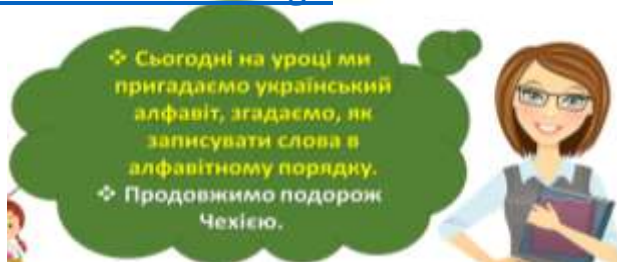 ❖ Сьогодні на уроці ми
пригадаємо український
алфавіт, згадаємо, як
записувати слова в
алфавітному порядку.
❖ Продовжимо подорож
Чехією.